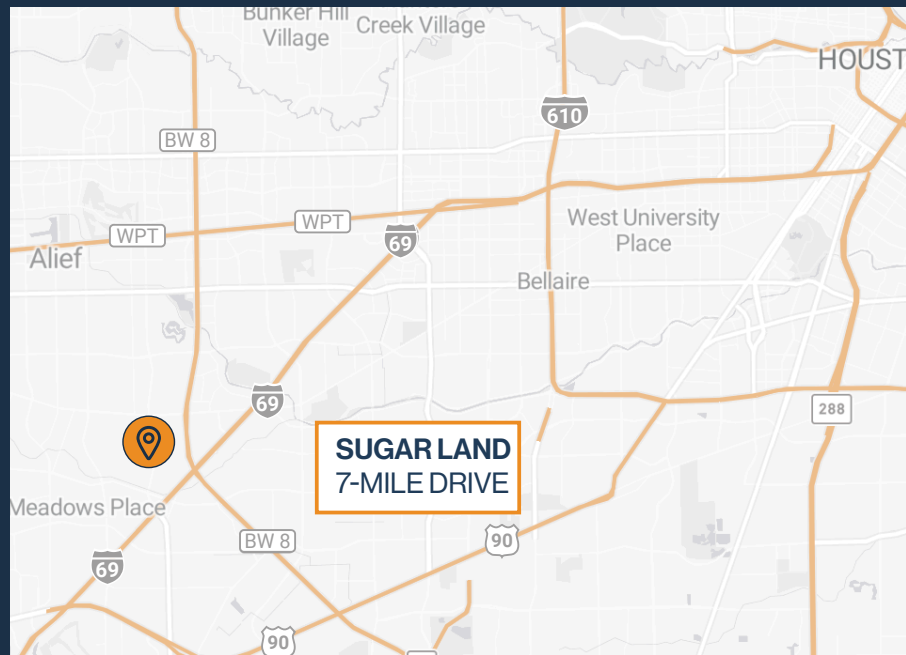 Bunker Hill
Village
Creek Village
HOUST
610
BW 8
WPT
WPT
69
West University
Place
Alief
Bellaire
69
288
SUGAR LAND
7-MILE DRIVE
Meadows Place
BW 8
90
69
90